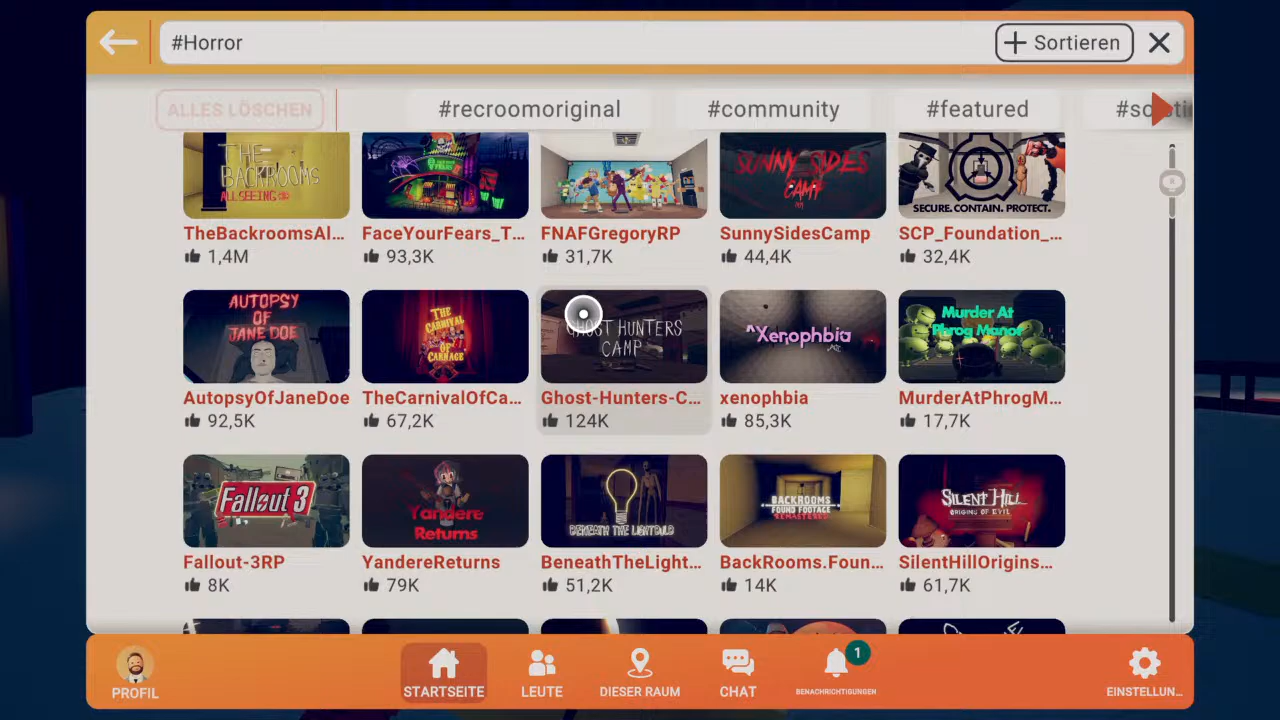 #Horror
Sortieren
ALLES LÖSCHEN
#recroomoriginal
#community
#featured
THE
BACKROOMS
ALLSEEING
SUNNY SIDES
CAMP
SECURE. CONTAIN. PROTECT.
TheBackroomsAl...
FaceYourFears_T...
FNAFGregoryRP
SunnySidesCamp
SCP_Foundation_...
1,4M
93,3K
31,7K
44,4K
32,4K
AUTOPSY
OF
JANE DOE
THE
CARNIVAL
OF
CARNAGE
GHOST HUNTERS
CAMP
^Xenophbia
Murder At
Phrog Manor
AutopsyOfJaneDoe
TheCarnivalOfCa...
Ghost-Hunters-C...
xenophbia
MurderAtPhrogM...
92,5K
67,2K
124K
85,3K
17,7K
Fallout 3
Yandere
Returns
BENEATH THE LIGHTBULB
BACKROOMS
FOUND FOOTAGE
REMASTERED
SILENT HILL
ORIGINS OF EVIL
Fallout-3RP
YandereReturns
BeneathTheLight...
BackRooms.Foun...
SilentHillOrigins...
8K
79K
51,2K
14K
61,7K
1
PROFIL
STARTSEITE
LEUTE
DIESER RAUM
CHAT
BENACHRICHTIGUNGEN
EINSTELLUN...